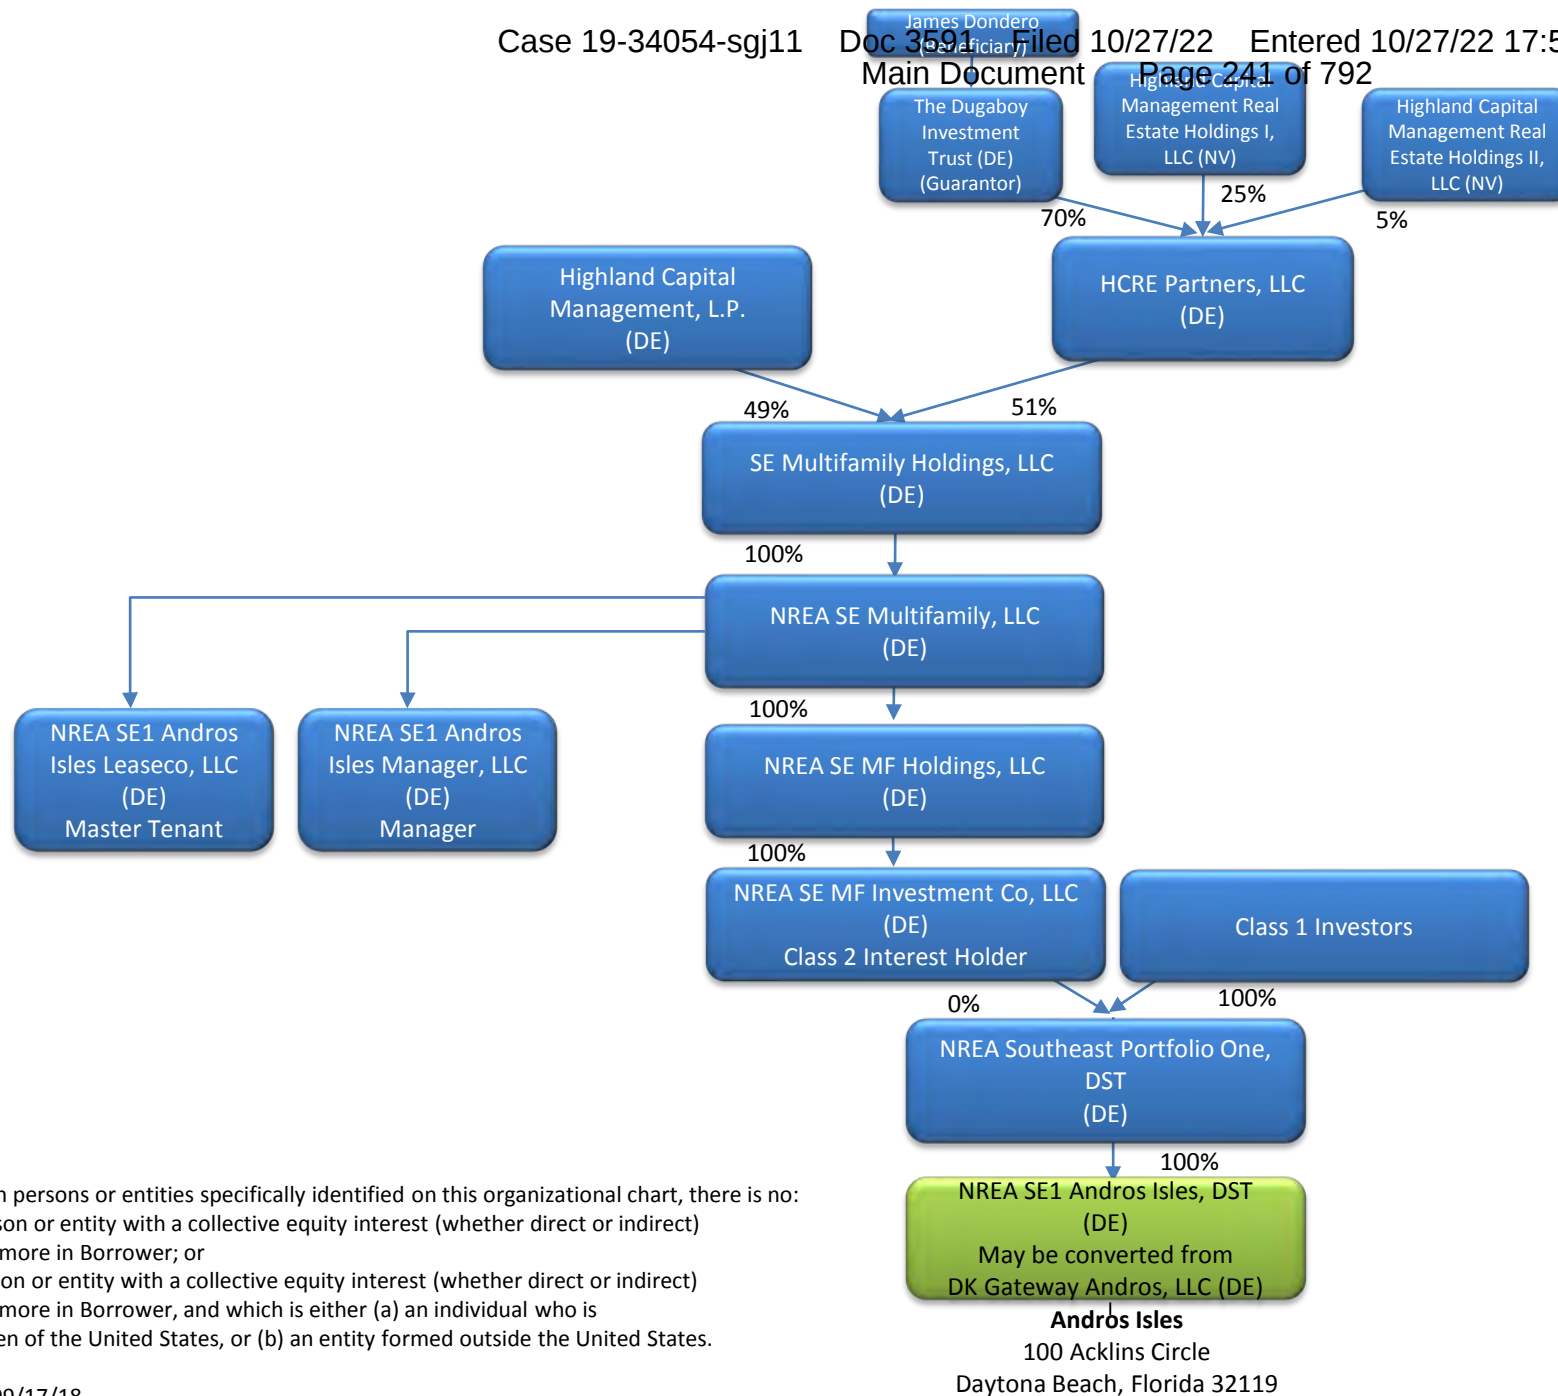 James Dondero
(Beneficiary)
Case 19-34054-sgj11 Doc 3591 Filed 10/27/22 Entered 10/27/22 17:5
Main Document Page 241 of 792
The Dugaboy
Investment
Trust (DE)
(Guarantor)
Highland Capital
Management Real
Estate Holdings I,
LLC (NV)
Highland Capital
Management Real
Estate Holdings II,
LLC (NV)
70%
25%
5%
Highland Capital
Management, L.P.
(DE)
HCRE Partners, LLC
(DE)
49%
51%
SE Multifamily Holdings, LLC
(DE)
100%
NREA SE Multifamily, LLC
(DE)
NREA SE1 Andros
Isles Leaseco, LLC
(DE)
Master Tenant
NREA SE1 Andros
Isles Manager, LLC
(DE)
Manager
100%
NREA SE MF Holdings, LLC
(DE)
100%
NREA SE MF Investment Co, LLC
(DE)
Class 2 Interest Holder
Class 1 Investors
0%
100%
NREA Southeast Portfolio One,
DST
(DE)
100%
NREA SE1 Andros Isles, DST
(DE)
May be converted from
DK Gateway Andros, LLC (DE)
Andros Isles
100 Acklins Circle
Daytona Beach, Florida 32119
n persons or entities specifically identified on this organizational chart, there is no:
son or entity with a collective equity interest (whether direct or indirect)
more in Borrower; or
on or entity with a collective equity interest (whether direct or indirect)
more in Borrower, and which is either (a) an individual who is
en of the United States, or (b) an entity formed outside the United States.
09/17/18